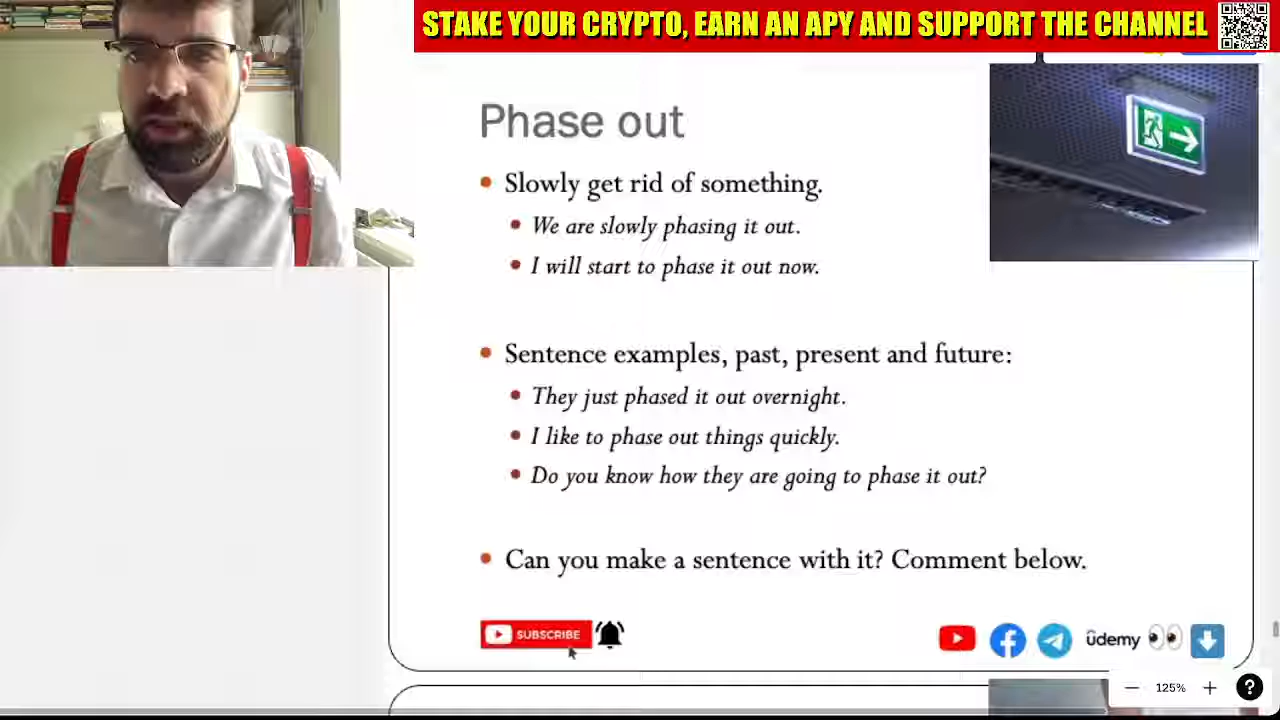 STAKE YOUR CRYPTO, EARN AN APY AND SUPPORT THE CHANNEL
Phase out
Slowly get rid of something.
We are slowly phasing it out.
I will start to phase it out now.
Sentence examples, past, present and future:
They just phased it out overnight.
I like to phase out things quickly.
Do you know how they are going to phase it out?
Can you make a sentence with it? Comment below.
SUBSCRIBE
udemy
125%